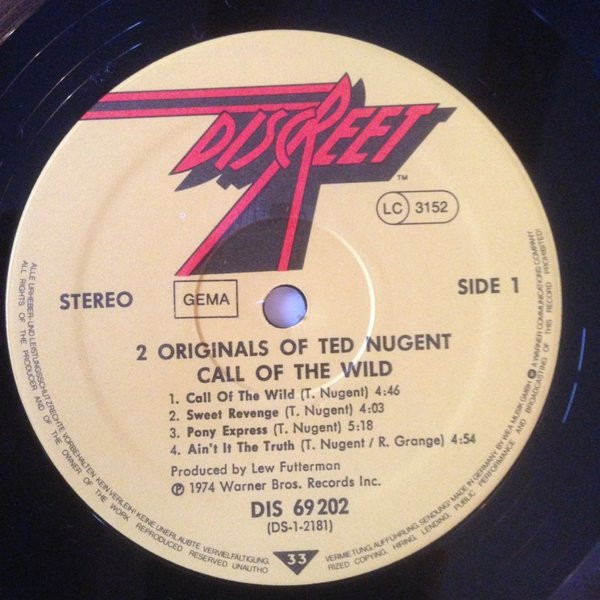 DISCREET
TM
LC 3152
STEREO
GEMA
SIDE 1
2 ORIGINALS OF TED NUGENT
CALL OF THE WILD
1. Call Of The Wild (T. Nugent) 4:46
2. Sweet Revenge (T. Nugent) 4:03
3. Pony Express (T. Nugent) 5:18
4. Ain't It The Truth (T. Nugent / R. Grange) 4:54
Produced by Lew Futterman
℗ 1974 Warner Bros. Records Inc.
DIS 69 202
(DS-1-2181)
33
ALLE URHEBER-UND LEISTUNGSSCHUTZRECHTE VORBEHALTEN. KEIN VERLEIH! KEINE UNERLAUBTE VERVIELFÄLTIGUNG,
VERMIETUNG, AUFFÜHRUNG, SENDUNG! MADE IN GERMANY BY WEA MUSIK GMBH A WARNER COMMUNICATIONS COMPANY
ALL RIGHTS OF THE PRODUCER AND OF THE OWNER OF THE WORK REPRODUCED RESERVED. UNAUTHO
RIZED COPYING, HIRING, LENDING, PUBLIC PERFORMANCE AND BROADCASTING OF THIS RECORD PROHIBITED!